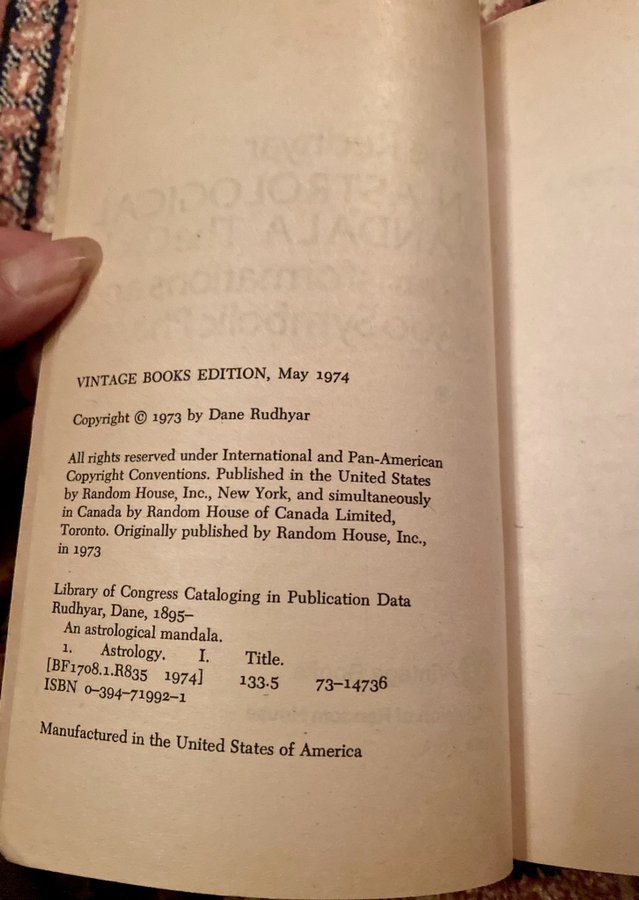 VINTAGE BOOKS EDITION, May 1974
Copyright © 1973 by Dane Rudhyar
All rights reserved under International and Pan-American
Copyright Conventions. Published in the United States
by Random House, Inc., New York, and simultaneously
in Canada by Random House of Canada Limited,
Toronto. Originally published by Random House, Inc.,
in 1973
Library of Congress Cataloging in Publication Data
Rudhyar, Dane, 1895–
An astrological mandala.
1. Astrology. I. Title.
[BF1708.1.R835 1974] 133.5 73–14736
ISBN 0–394–71992–1
Manufactured in the United States of America